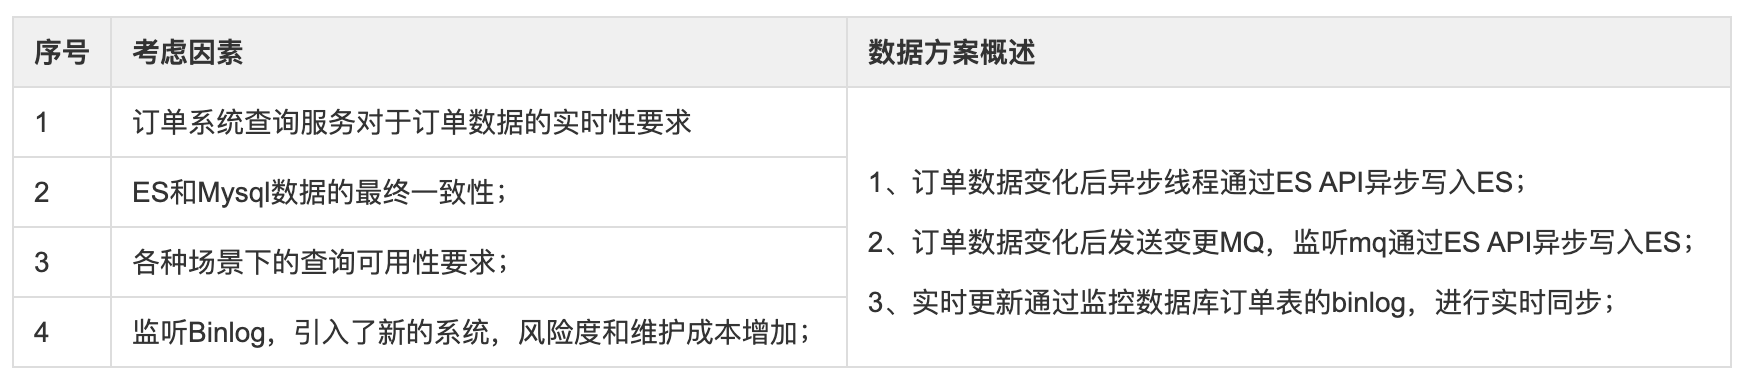 序号 考虑因素 数据方案概述
1 订单系统查询服务对于订单数据的实时性要求
2 ES和Mysql数据的最终一致性；
3 各种场景下的查询可用性要求；
4 监听Binlog，引入了新的系统，风险度和维护成本增加；
1、订单数据变化后异步线程通过ES API异步写入ES；
2、订单数据变化后发送变更MQ，监听mq通过ES API异步写入ES；
3、实时更新通过监控数据库订单表的binlog，进行实时同步；